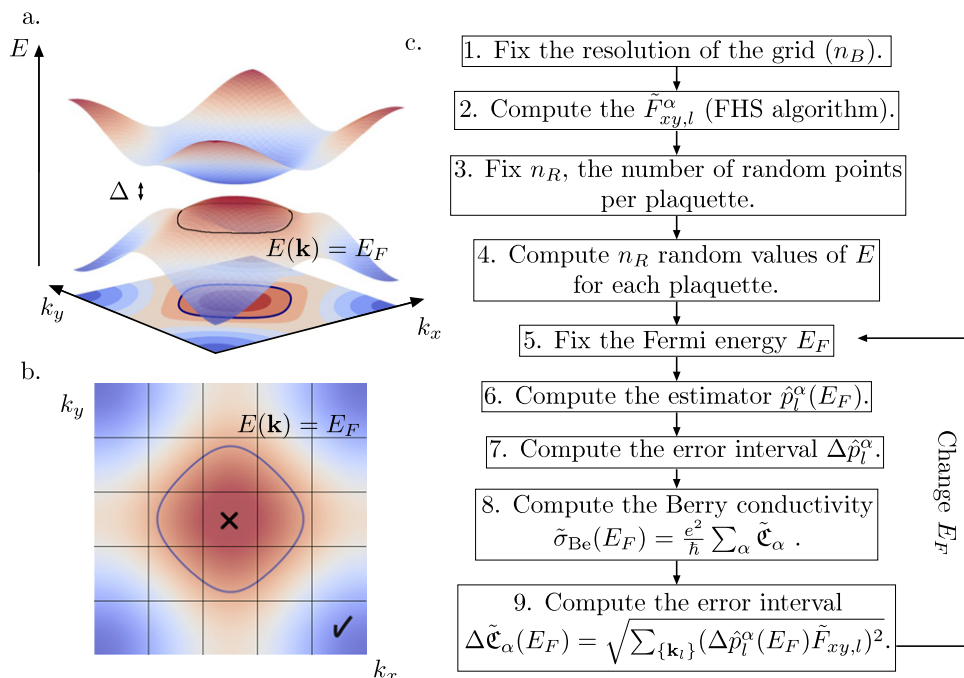 a.
E
Δ
E(𝐤) = E_F
k_y
k_x
b.
k_y
E(𝐤) = E_F
×
✓
k_x
c.
1. Fix the resolution of the grid (n_B).
2. Compute the F̃^α_{xy,l} (FHS algorithm).
3. Fix n_R, the number of random points
per plaquette.
4. Compute n_R random values of E
for each plaquette.
5. Fix the Fermi energy E_F
6. Compute the estimator p̂^α_l(E_F).
7. Compute the error interval Δp̂^α_l.
8. Compute the Berry conductivity
σ̃_Be(E_F) = e²/ħ ∑_α ℭ̃_α .
9. Compute the error interval
Δℭ̃_α(E_F) = √(∑_{{𝐤_l}} (Δp̂^α_l(E_F)F̃_{xy,l})²).
Change E_F